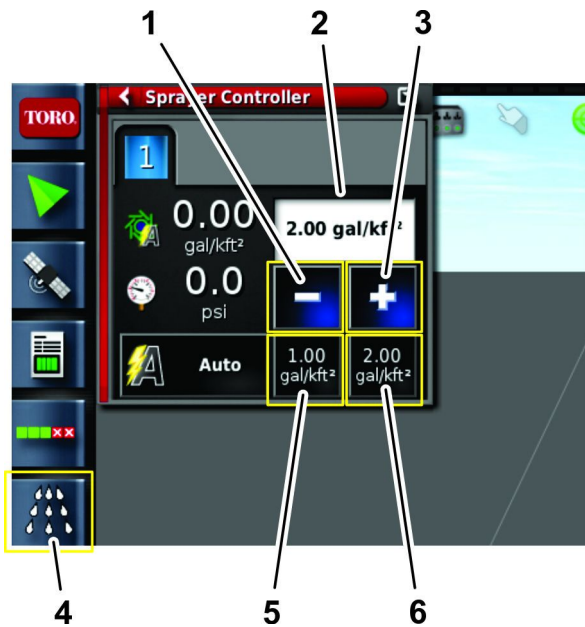 1 2 3
TORO.
Sprayer Controller
1
0.00
gal/kft²
2.00 gal/kft²
0.0
psi
A Auto
1.00
gal/kft²
2.00
gal/kft²
4 5 6